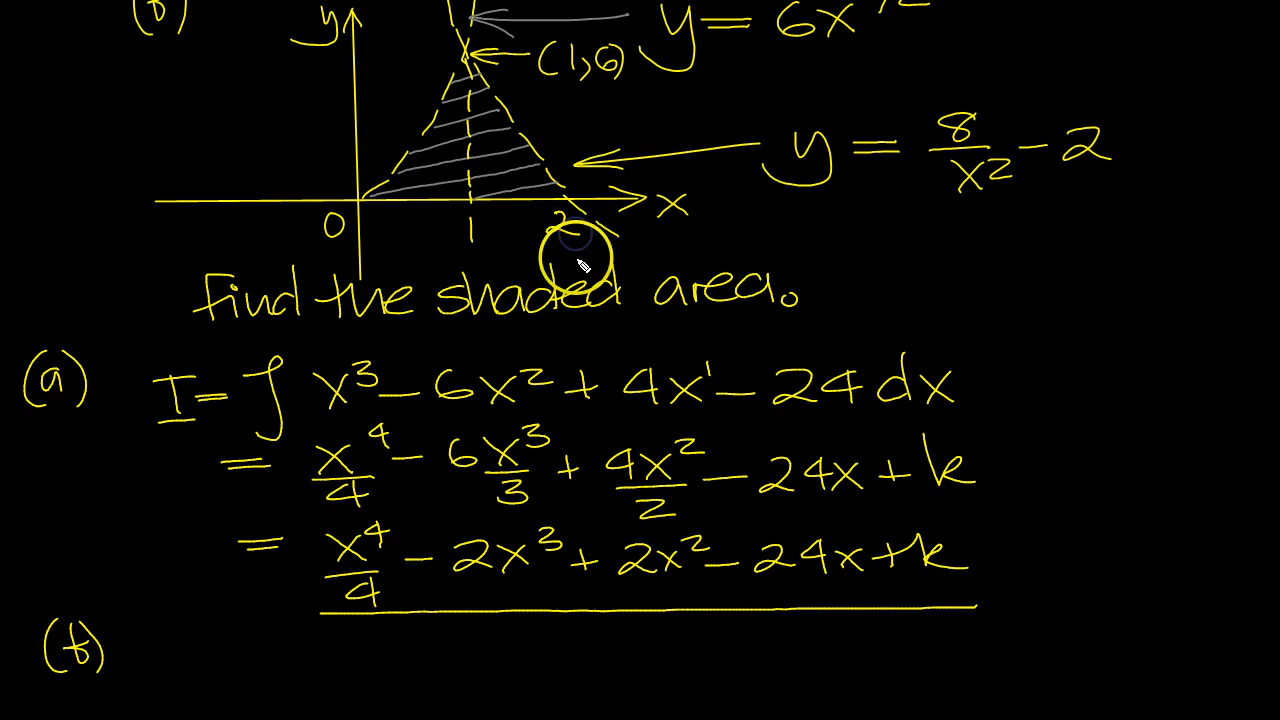 (b) y y = 6x
(1,6)
y = 8/x² - 2
0 1 2 x
Find the shaded area.
(a) I = ∫ x³ - 6x² + 4x¹ - 24 dx
= x⁴/4 - 6x³/3 + 4x²/2 - 24x + k
= x⁴/4 - 2x³ + 2x² - 24x + k
(b)